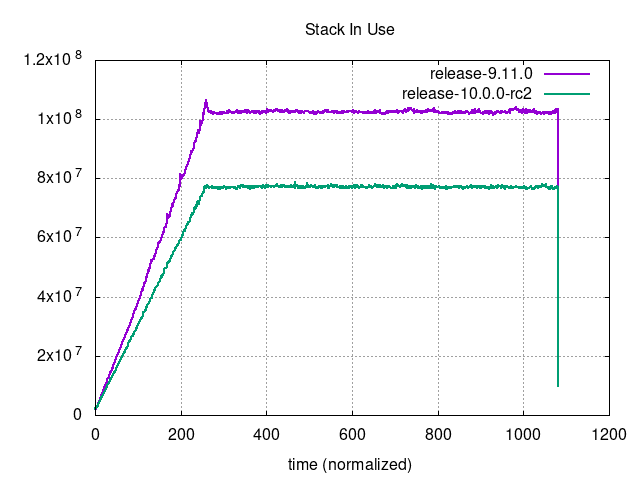 Stack In Use
release-9.11.0
release-10.0.0-rc2
1.2x10^8
1x10^8
8x10^7
6x10^7
4x10^7
2x10^7
0
0 200 400 600 800 1000 1200
time (normalized)